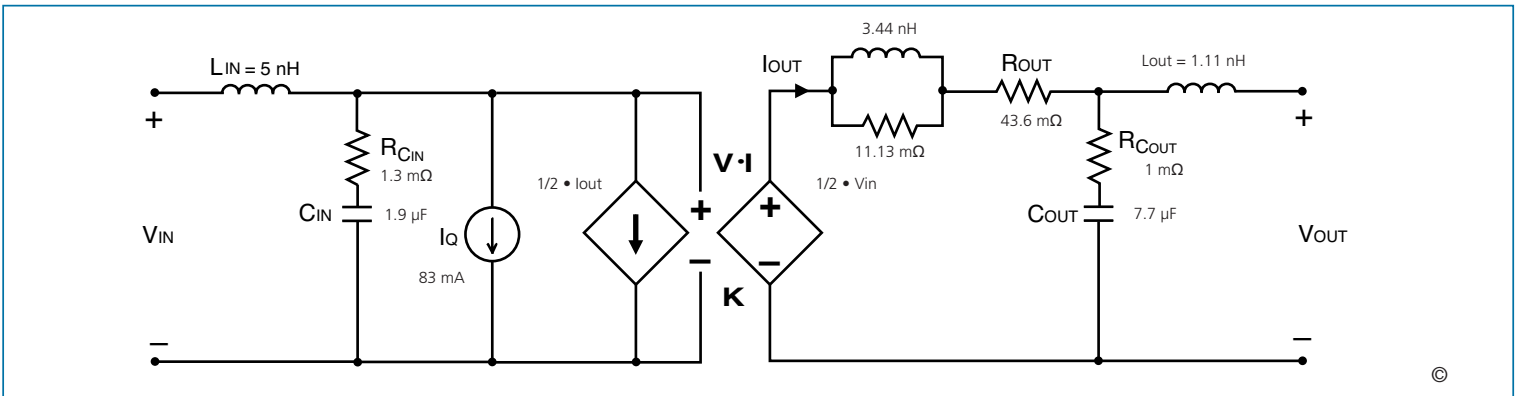 3.44 nH
LIN = 5 nH
IOUT
ROUT
Lout = 1.11 nH
+
+
43.6 mΩ
RCIN
1.3 mΩ
11.13 mΩ
RCOUT
1 mΩ
V•I
1/2 • Iout
1/2 • Vin
+
+
CIN
1.9 µF
COUT
7.7 µF
VIN
IQ
VOUT
–
–
83 mA
K
–
–
©